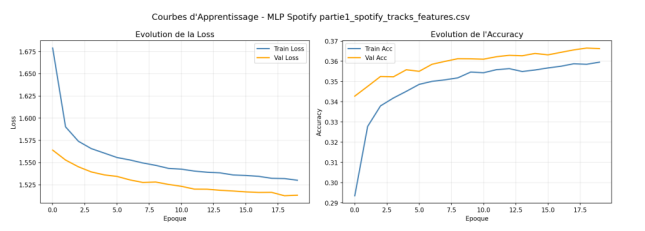 Courbes d'Apprentissage - MLP Spotify partie1_spotify_tracks_features.csv
Evolution de la Loss
Train Loss
Val Loss
1.675
1.650
1.625
1.600
1.575
1.550
1.525
Loss
0.0 2.5 5.0 7.5 10.0 12.5 15.0 17.5
Epoque
Evolution de l'Accuracy
Train Acc
Val Acc
0.37
0.36
0.35
0.34
0.33
0.32
0.31
0.30
0.29
Accuracy
0.0 2.5 5.0 7.5 10.0 12.5 15.0 17.5
Epoque